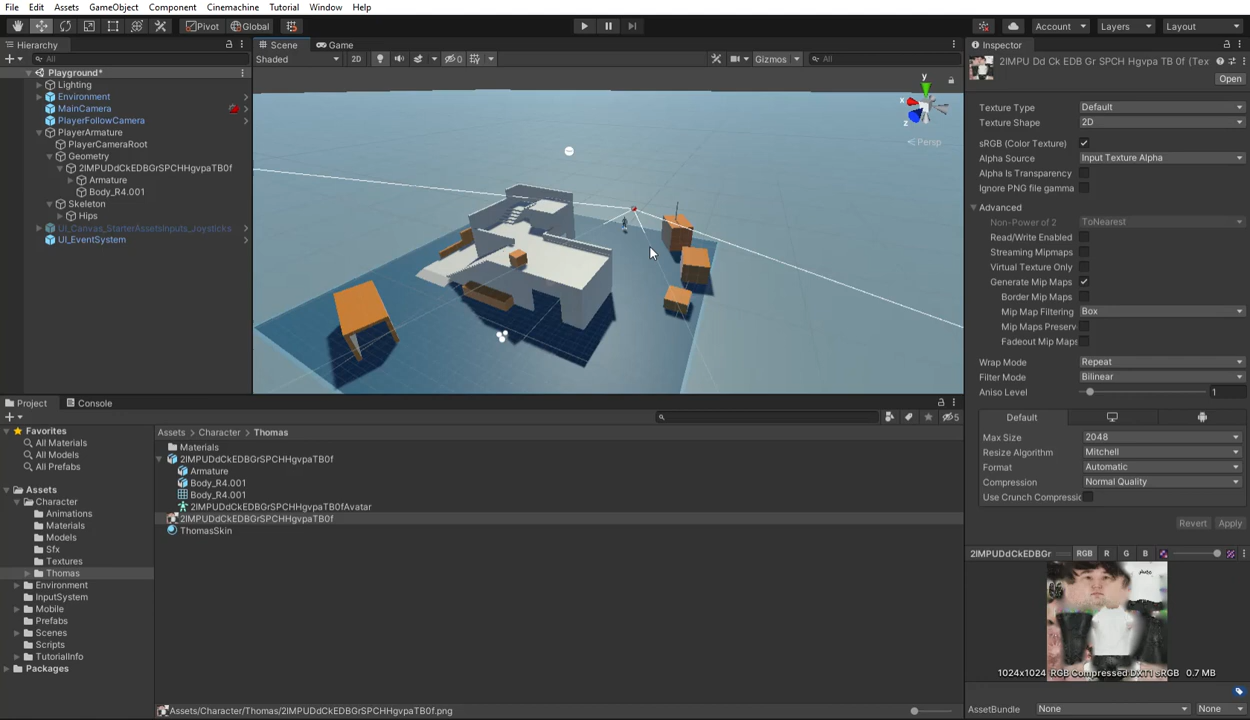 File Edit Assets GameObject Component Cinemachine Tutorial Window Help
Pivot Global Account Layers Layout
Hierarchy
All
Playground*
Lighting
Environment
MainCamera
PlayerFollowCamera
PlayerArmature
PlayerCameraRoot
Geometry
2IMPUDdCkEDBGrSPCHHgvpaTB0f
Armature
Body_R4.001
Skeleton
Hips
UI_Canvas_StarterAssetsInputs_Joysticks
UI_EventSystem
Scene Game
Shaded 2D 0 Gizmos All
y
x
z
Persp
Inspector
2IMPU Dd Ck EDB Gr SPCH Hgvpa TB 0f (Tex
Open
Texture Type Default
Texture Shape 2D
sRGB (Color Texture)
Alpha Source Input Texture Alpha
Alpha Is Transparency
Ignore PNG file gamma
Advanced
Non-Power of 2 ToNearest
Read/Write Enabled
Streaming Mipmaps
Virtual Texture Only
Generate Mip Maps
Border Mip Maps
Mip Map Filtering Box
Mip Maps Preserv
Fadeout Mip Maps
Wrap Mode Repeat
Filter Mode Bilinear
Aniso Level 1
Default
Max Size 2048
Resize Algorithm Mitchell
Format Automatic
Compression Normal Quality
Use Crunch Compressic
Revert Apply
2IMPUDdCkEDBGr RGB R G B
1024x1024 RGB Compressed DXT1 sRGB 0.7 MB
AssetBundle None None
Project Console
5
Favorites
All Materials
All Models
All Prefabs
Assets
Character
Animations
Materials
Models
Sfx
Textures
Thomas
Environment
InputSystem
Mobile
Prefabs
Scenes
Scripts
TutorialInfo
Packages
Assets Character Thomas
Materials
2IMPUDdCkEDBGrSPCHHgvpaTB0f
Armature
Body_R4.001
Body_R4.001
2IMPUDdCkEDBGrSPCHHgvpaTB0fAvatar
2IMPUDdCkEDBGrSPCHHgvpaTB0f
ThomasSkin
Assets/Character/Thomas/2IMPUDdCkEDBGrSPCHHgvpaTB0f.png